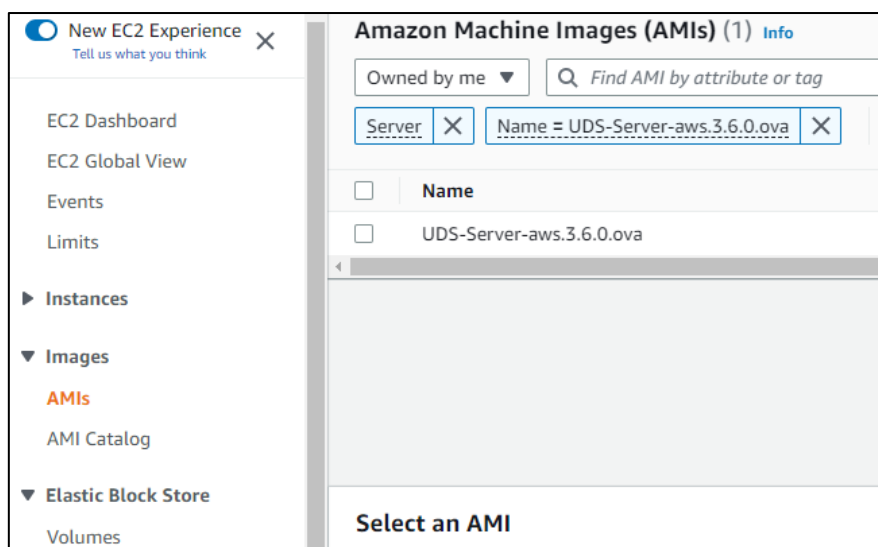 New EC2 Experience
Tell us what you think
EC2 Dashboard
EC2 Global View
Events
Limits
Instances
Images
AMIs
AMI Catalog
Elastic Block Store
Volumes
Amazon Machine Images (AMIs) (1) Info
Owned by me Find AMI by attribute or tag
Server Name = UDS-Server-aws.3.6.0.ova
Name
UDS-Server-aws.3.6.0.ova
Select an AMI